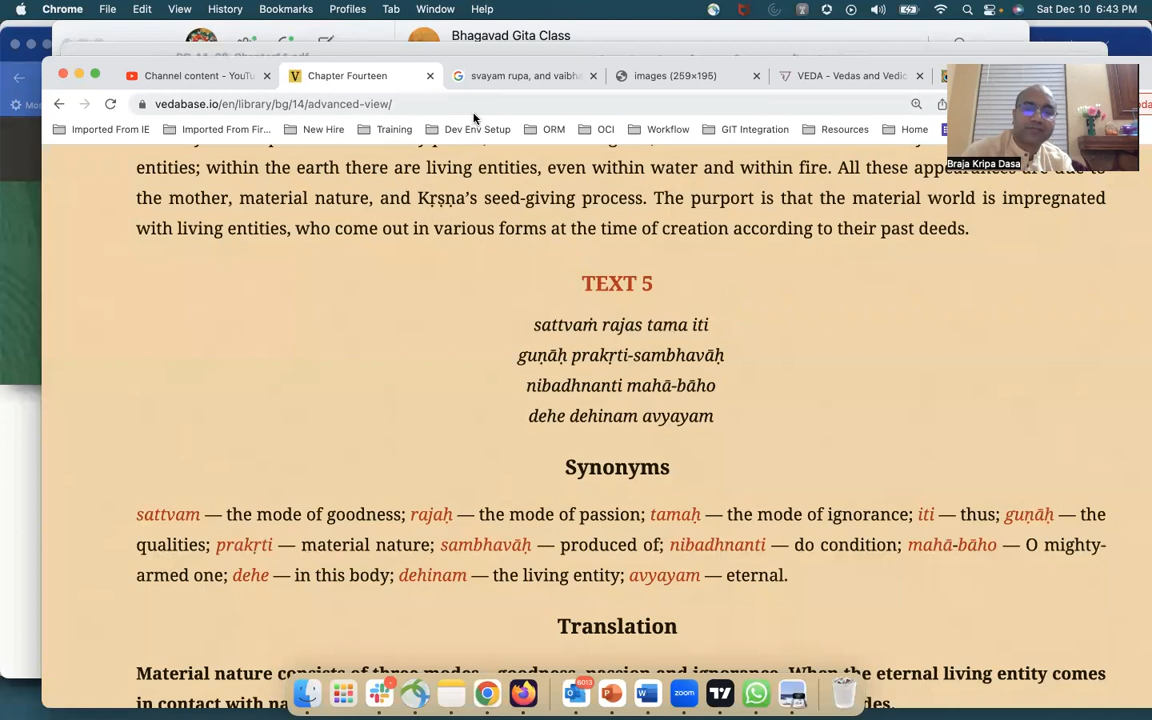 Chrome File Edit View History Bookmarks Profiles Tab Window Help Sat Dec 10 6:43 PM
Bhagavad Gita Class
Channel content - YouTu Chapter Fourteen svayam rupa, and vaibha images (259×195) VEDA - Vedas and Vedic
vedabase.io/en/library/bg/14/advanced-view/
Imported From IE Imported From Fir... New Hire Training Dev Env Setup ORM OCI Workflow GIT Integration Resources Home
Braja Kripa Dasa
entities; within the earth there are living entities, even within water and within fire. All these appearances are due to
the mother, material nature, and Kṛṣṇa's seed-giving process. The purport is that the material world is impregnated
with living entities, who come out in various forms at the time of creation according to their past deeds.
TEXT 5
sattvaṁ rajas tama iti
guṇāḥ prakṛti-sambhavāḥ
nibadhnanti mahā-bāho
dehe dehinam avyayam
Synonyms
sattvam — the mode of goodness; rajaḥ — the mode of passion; tamaḥ — the mode of ignorance; iti — thus; guṇāḥ — the
qualities; prakṛti — material nature; sambhavāḥ — produced of; nibadhnanti — do condition; mahā-bāho — O mighty-
armed one; dehe — in this body; dehinam — the living entity; avyayam — eternal.
Translation
Material nature consists of three modes – goodness, passion and ignorance. When the eternal living entity comes
in contact with
6013
zoom